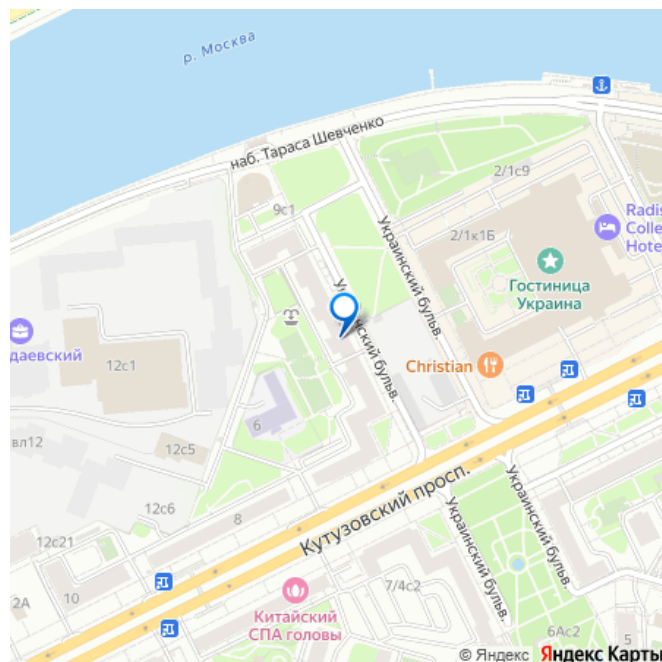 р. Москва
наб. Тараса Шевченко
2/1с9
9с1
Украинский бульв.
2/1к1Б
Radis
Colle
Hote
Гостиница
Украина
Украинский бульв.
даевский
12с1
Christian
6
вл12
12с5
12с6
8
Кутузовский просп.
12с21
Украинский бульв.
Украинский бульв.
10
2А
Китайский
СПА головы
7/4с2
6Ас2
5
© Яндекс Яндекс Карты